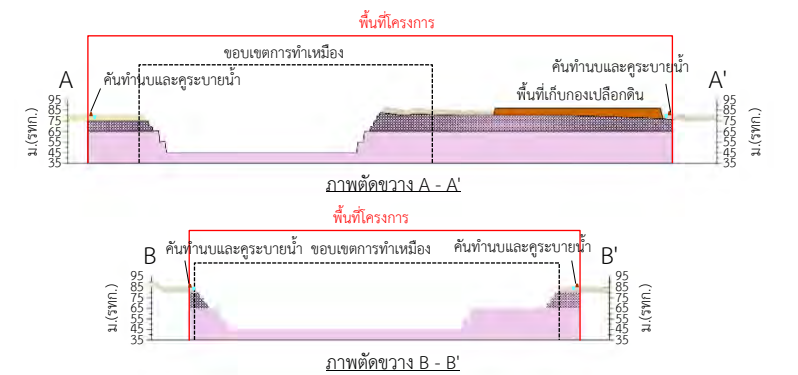 พื้นที่โครงการ
ขอบเขตการทำเหมือง
คันทำนบและคูระบายน้ำ
คันทำนบและคูระบายน้ำ
พื้นที่เก็บกองเปลือกดิน
A
A'
ม.(รทก.)
95
85
75
65
55
45
35
95
85
75
65
55
45
35
ม.(รทก.)
ภาพตัดขวาง A - A'
พื้นที่โครงการ
คันทำนบและคูระบายน้ำ ขอบเขตการทำเหมือง คันทำนบและคูระบายน้ำ
B
B'
ม.(รทก.)
95
85
75
65
55
45
35
95
85
75
65
55
45
35
ม.(รทก.)
ภาพตัดขวาง B - B'